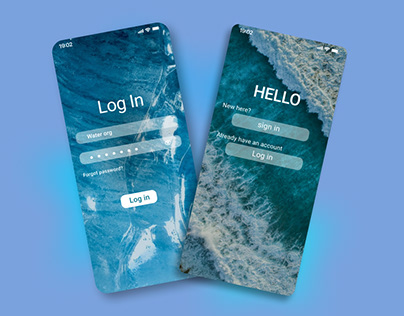 19:02
Log In
Water org
Forgot password?
Log in
19:02
HELLO
New here?
sign in
Already have an account
Log in